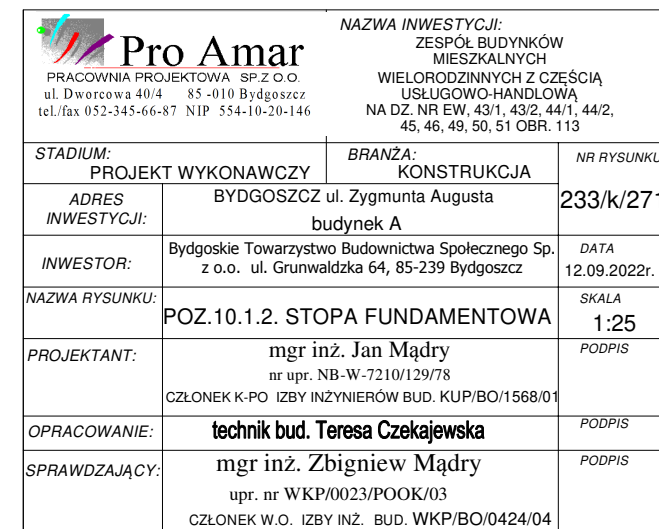 Pro Amar
PRACOWNIA PROJEKTOWA SP.Z O.O.
ul. Dworcowa 40/4 85 -010 Bydgoszcz
tel./fax 052-345-66-87 NIP 554-10-20-146
NAZWA INWESTYCJI:
ZESPÓŁ BUDYNKÓW
MIESZKALNYCH
WIELORODZINNYCH Z CZĘŚCIĄ
USŁUGOWO-HANDLOWĄ
NA DZ. NR EW, 43/1, 43/2, 44/1, 44/2,
45, 46, 49, 50, 51 OBR. 113
STADIUM:
PROJEKT WYKONAWCZY
BRANŻA:
KONSTRUKCJA
NR RYSUNKU
233/k/271
ADRES
INWESTYCJI:
BYDGOSZCZ ul. Zygmunta Augusta
budynek A
INWESTOR:
Bydgoskie Towarzystwo Budownictwa Społecznego Sp.
z o.o. ul. Grunwaldzka 64, 85-239 Bydgoszcz
DATA
12.09.2022r.
NAZWA RYSUNKU:
POZ.10.1.2. STOPA FUNDAMENTOWA
SKALA
1:25
PROJEKTANT:
mgr inż. Jan Mądry
nr upr. NB-W-7210/129/78
CZŁONEK K-PO IZBY INŻYNIERÓW BUD. KUP/BO/1568/01
PODPIS
OPRACOWANIE:
technik bud. Teresa Czekajewska
PODPIS
SPRAWDZAJĄCY:
mgr inż. Zbigniew Mądry
upr. nr WKP/0023/POOK/03
CZŁONEK W.O. IZBY INŻ. BUD. WKP/BO/0424/04
PODPIS